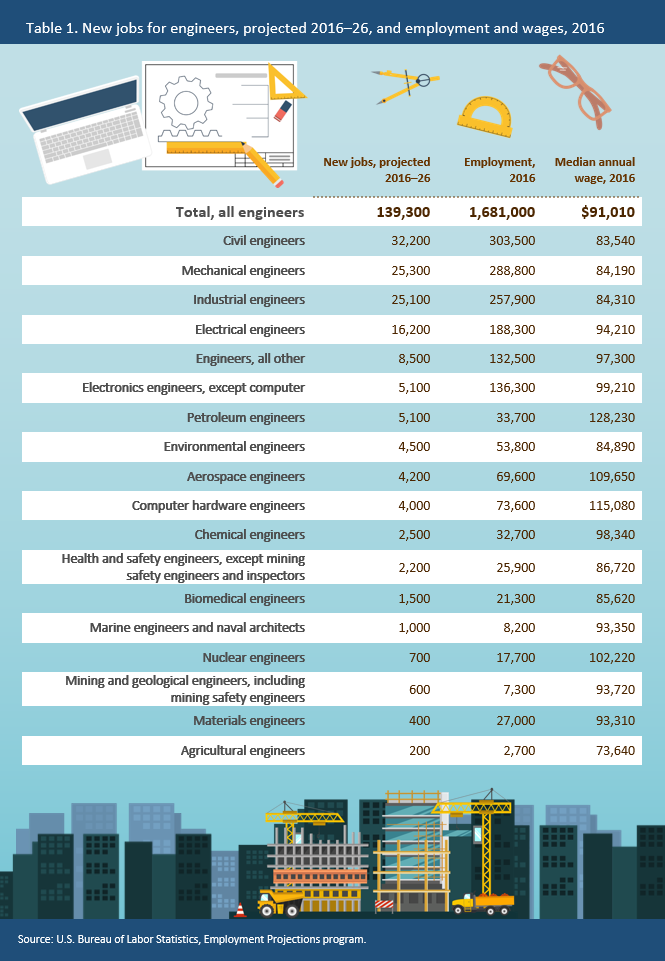 Table 1. New jobs for engineers, projected 2016–26, and employment and wages, 2016
New jobs, projected 2016–26
Employment, 2016
Median annual wage, 2016
Total, all engineers 139,300 1,681,000 $91,010
Civil engineers 32,200 303,500 83,540
Mechanical engineers 25,300 288,800 84,190
Industrial engineers 25,100 257,900 84,310
Electrical engineers 16,200 188,300 94,210
Engineers, all other 8,500 132,500 97,300
Electronics engineers, except computer 5,100 136,300 99,210
Petroleum engineers 5,100 33,700 128,230
Environmental engineers 4,500 53,800 84,890
Aerospace engineers 4,200 69,600 109,650
Computer hardware engineers 4,000 73,600 115,080
Chemical engineers 2,500 32,700 98,340
Health and safety engineers, except mining
safety engineers and inspectors 2,200 25,900 86,720
Biomedical engineers 1,500 21,300 85,620
Marine engineers and naval architects 1,000 8,200 93,350
Nuclear engineers 700 17,700 102,220
Mining and geological engineers, including
mining safety engineers 600 7,300 93,720
Materials engineers 400 27,000 93,310
Agricultural engineers 200 2,700 73,640
Source: U.S. Bureau of Labor Statistics, Employment Projections program.